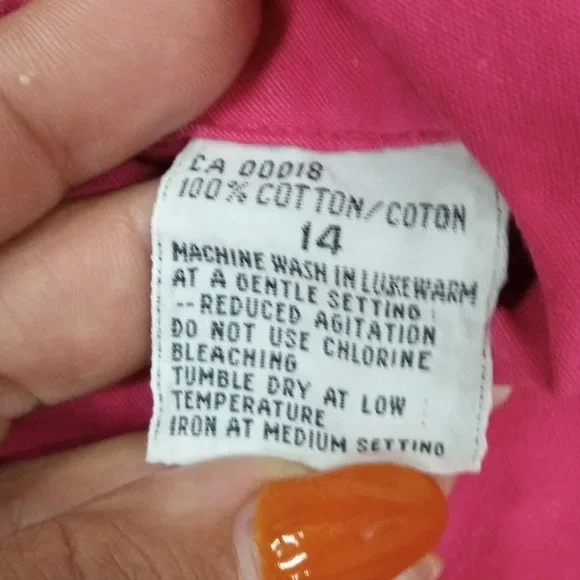 CA 00018
100% COTTON/COTON
14
MACHINE WASH IN LUKEWARM
AT A GENTLE SETTING
--REDUCED AGITATION
DO NOT USE CHLORINE
BLEACHING
TUMBLE DRY AT LOW
TEMPERATURE
IRON AT MEDIUM SETTING